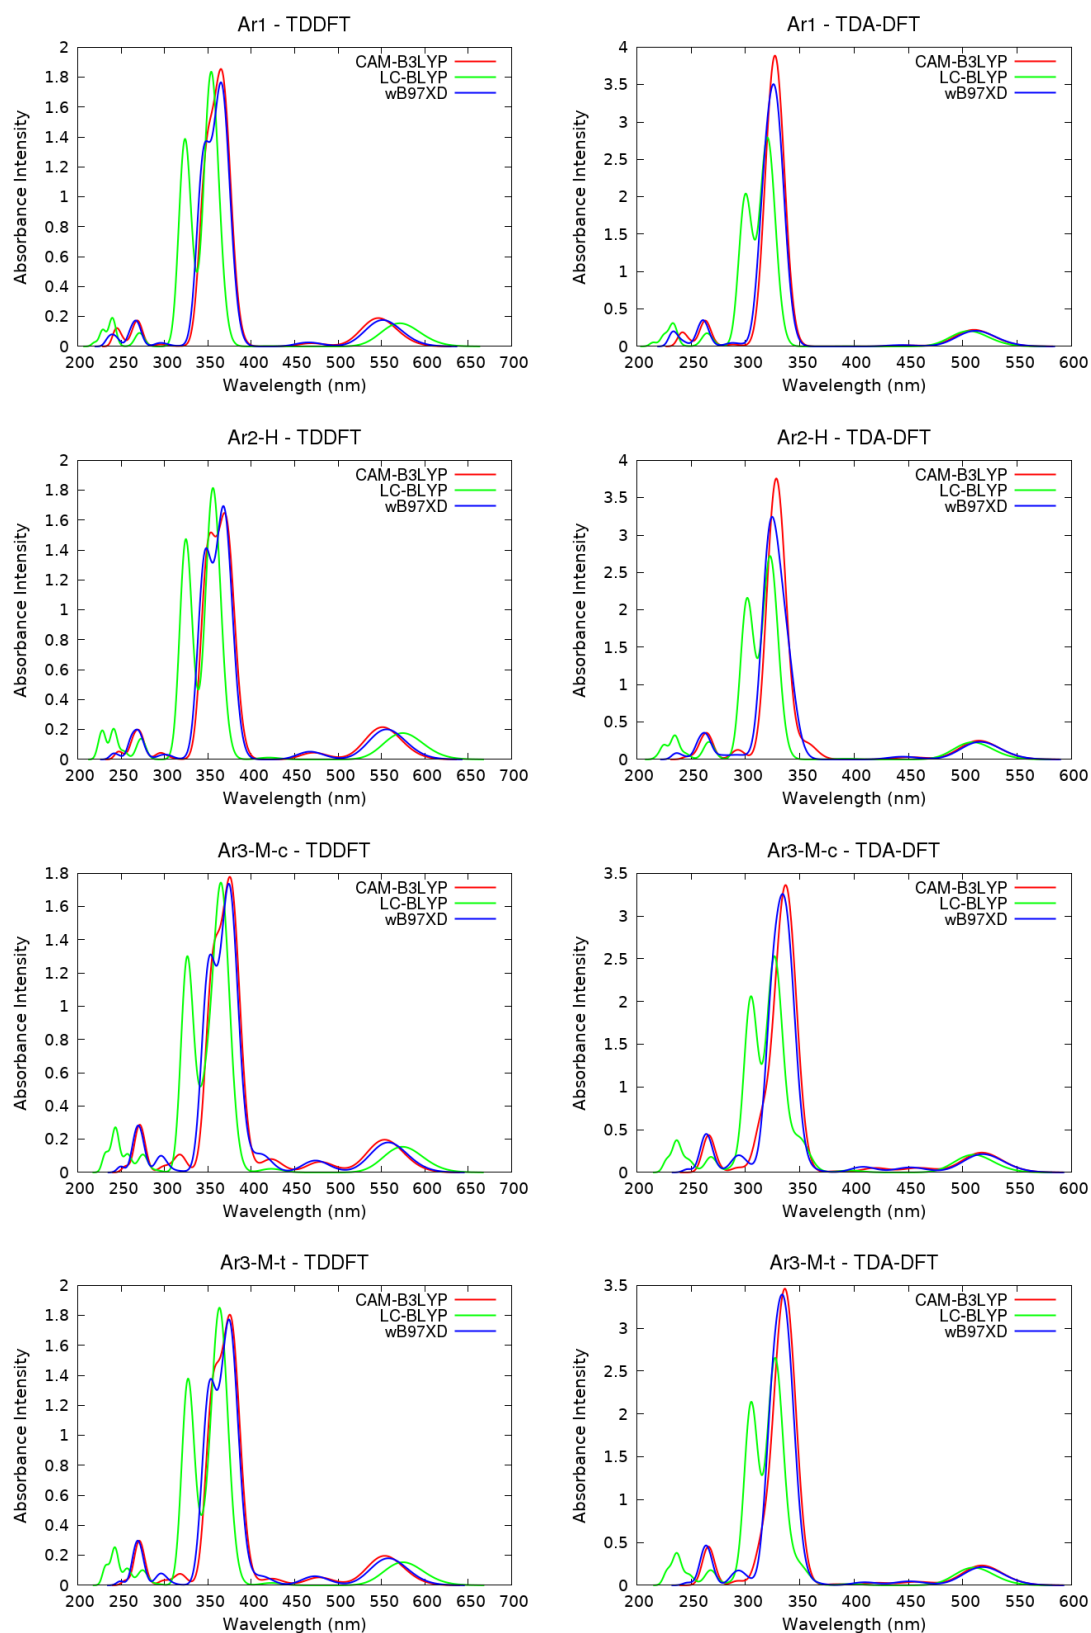 Ar1 - TDDFT
Absorbance Intensity
2
1.8
1.6
1.4
1.2
1
0.8
0.6
0.4
0.2
0
CAM-B3LYP
LC-BLYP
wB97XD
200 250 300 350 400 450 500 550 600 650 700
Wavelength (nm)
Ar1 - TDA-DFT
Absorbance Intensity
4
3.5
3
2.5
2
1.5
1
0.5
0
CAM-B3LYP
LC-BLYP
wB97XD
200 250 300 350 400 450 500 550 600
Wavelength (nm)
Ar2-H - TDDFT
Absorbance Intensity
2
1.8
1.6
1.4
1.2
1
0.8
0.6
0.4
0.2
0
CAM-B3LYP
LC-BLYP
wB97XD
200 250 300 350 400 450 500 550 600 650 700
Wavelength (nm)
Ar2-H - TDA-DFT
Absorbance Intensity
4
3.5
3
2.5
2
1.5
1
0.5
0
CAM-B3LYP
LC-BLYP
wB97XD
200 250 300 350 400 450 500 550 600
Wavelength (nm)
Ar3-M-c - TDDFT
Absorbance Intensity
1.8
1.6
1.4
1.2
1
0.8
0.6
0.4
0.2
0
CAM-B3LYP
LC-BLYP
wB97XD
200 250 300 350 400 450 500 550 600 650 700
Wavelength (nm)
Ar3-M-c - TDA-DFT
Absorbance Intensity
3.5
3
2.5
2
1.5
1
0.5
0
CAM-B3LYP
LC-BLYP
wB97XD
200 250 300 350 400 450 500 550 600
Wavelength (nm)
Ar3-M-t - TDDFT
Absorbance Intensity
2
1.8
1.6
1.4
1.2
1
0.8
0.6
0.4
0.2
0
CAM-B3LYP
LC-BLYP
wB97XD
200 250 300 350 400 450 500 550 600 650 700
Wavelength (nm)
Ar3-M-t - TDA-DFT
Absorbance Intensity
3.5
3
2.5
2
1.5
1
0.5
0
CAM-B3LYP
LC-BLYP
wB97XD
200 250 300 350 400 450 500 550 600
Wavelength (nm)